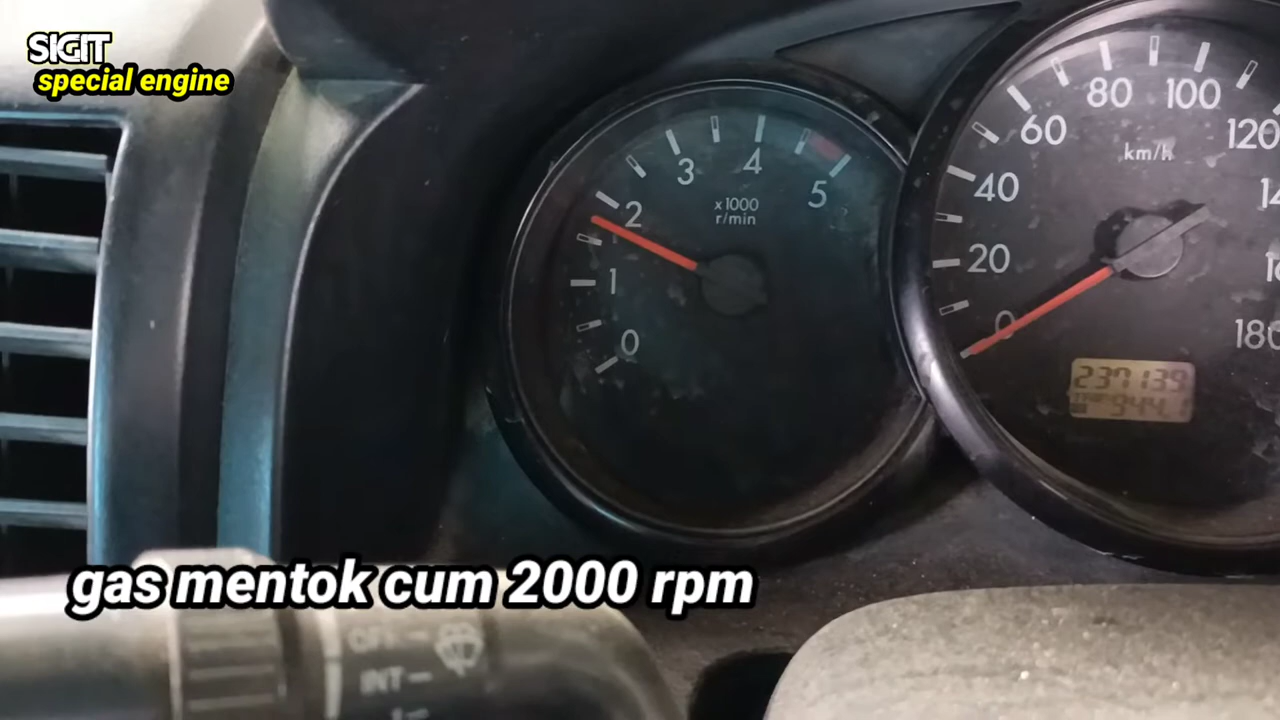 SIGIT
special engine
0
1
2
3
4
5
x1000
r/min
0
20
40
60
80
100
120
km/h
237139
gas mentok cum 2000 rpm
OFF
INT